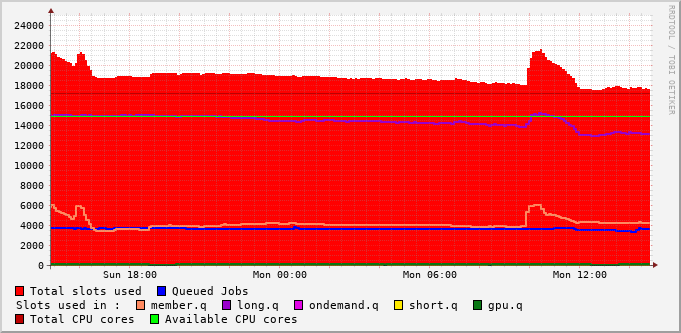 24000
22000
20000
18000
16000
14000
12000
10000
8000
6000
4000
2000
0
Sun 18:00 Mon 00:00 Mon 06:00 Mon 12:00
RRDTOOL / TOBI OETIKER
Total slots used Queued Jobs
Slots used in : member.q long.q ondemand.q short.q gpu.q
Total CPU cores Available CPU cores